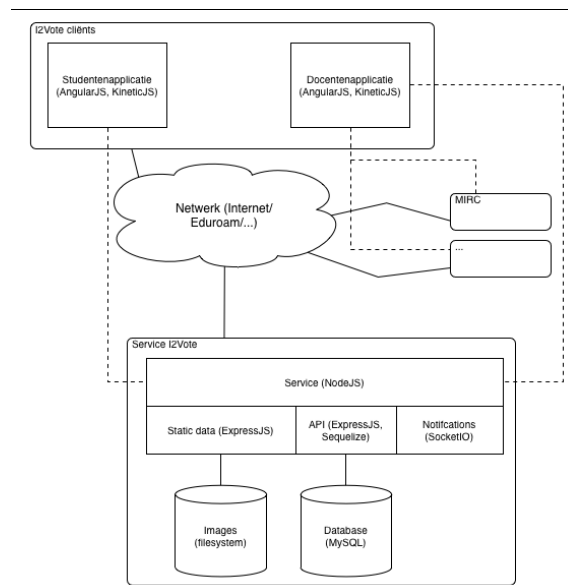 I2Vote cliënts
Studentenapplicatie
(AngularJS, KineticJS)
Docentenapplicatie
(AngularJS, KineticJS)
Netwerk (Internet/
Eduroam/...)
MIRC
...
Service I2Vote
Service (NodeJS)
Static data (ExpressJS)
API (ExpressJS,
Sequelize)
Notifcations
(SocketIO)
Images
(filesystem)
Database
(MySQL)